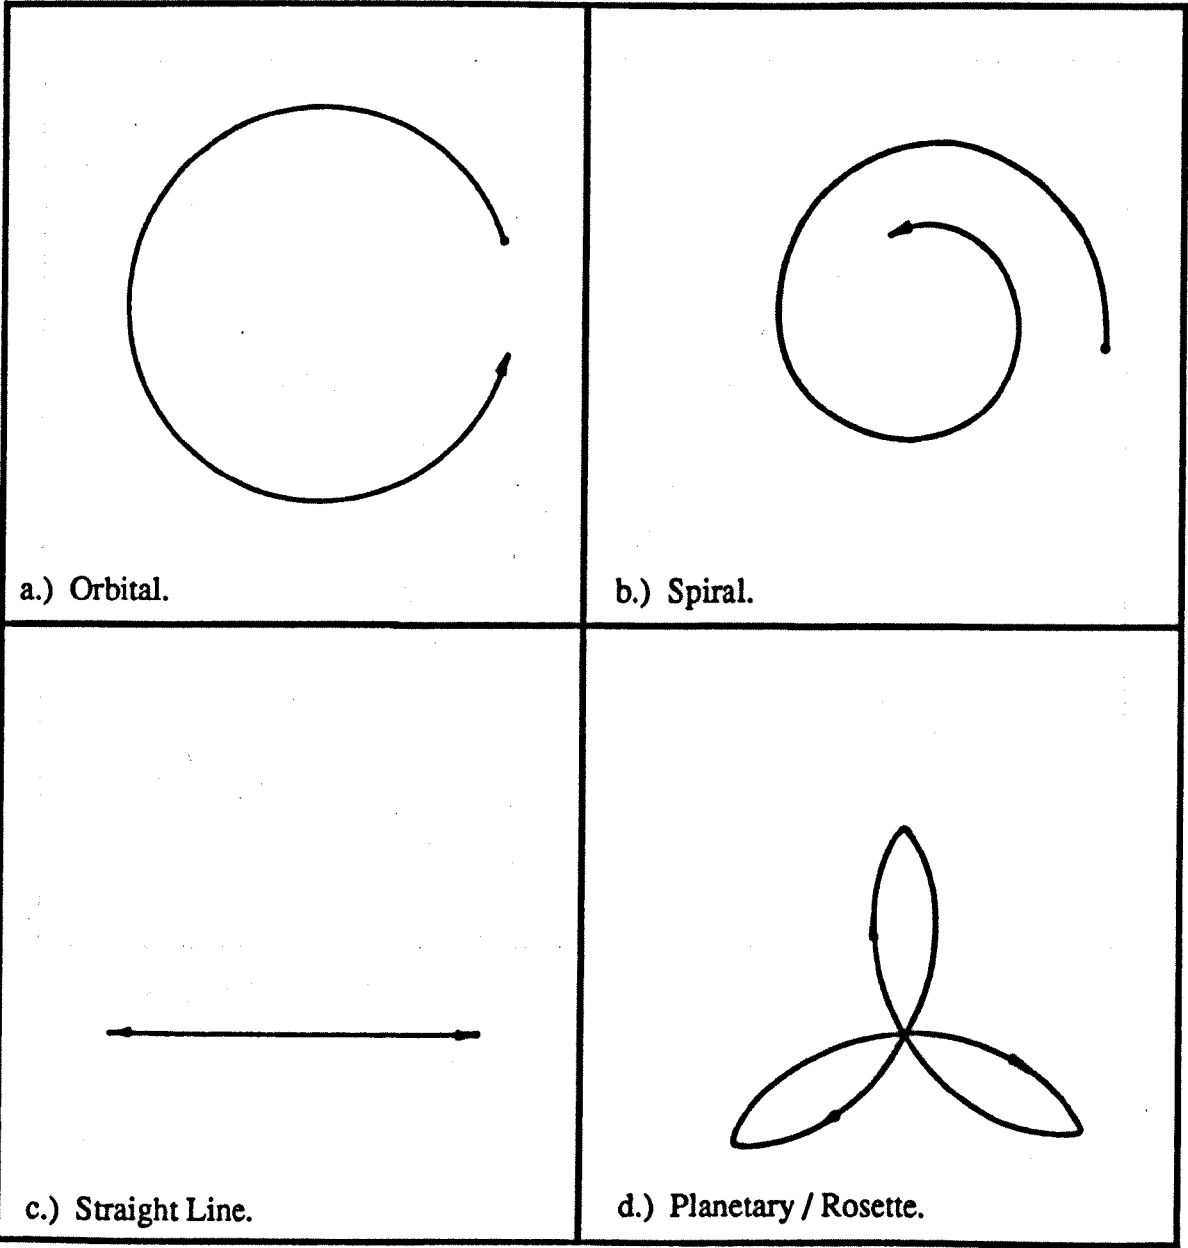 a.) Orbital.
b.) Spiral.
c.) Straight Line.
d.) Planetary / Rosette.